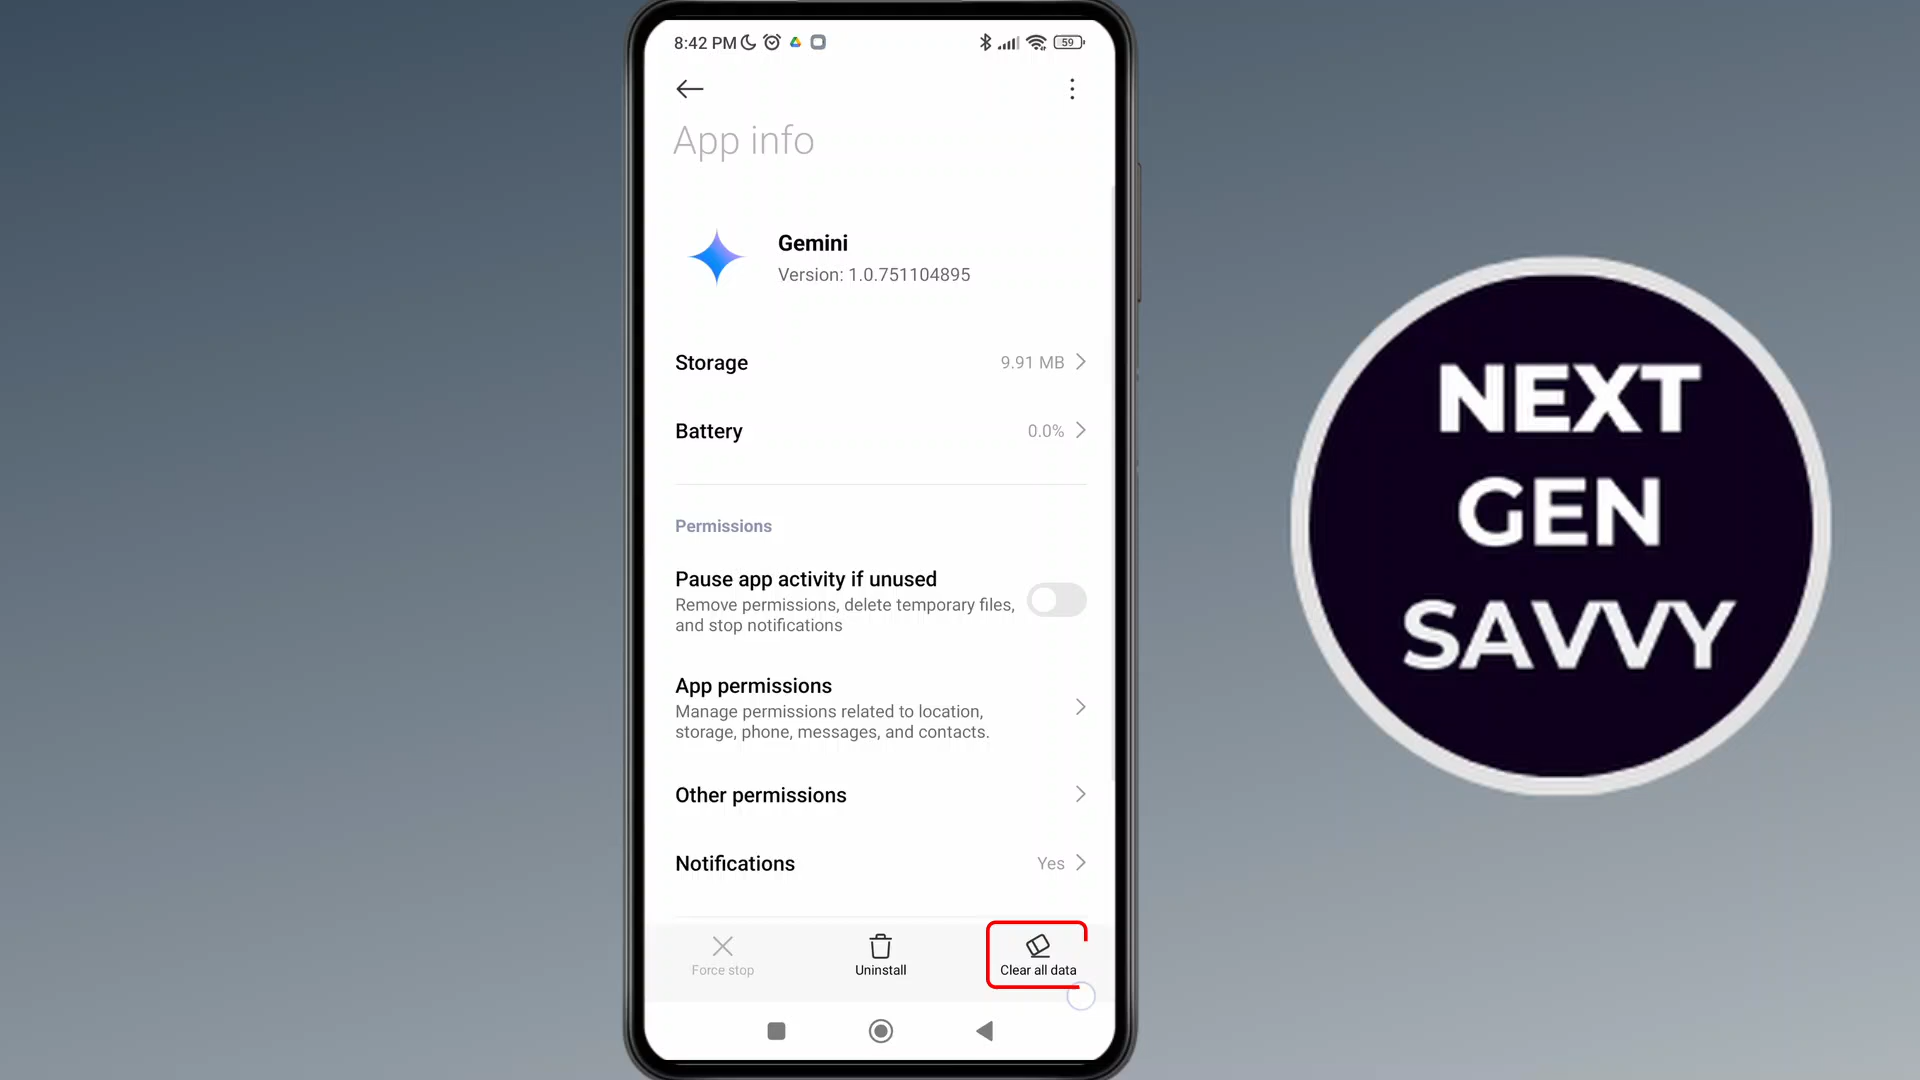 8:42 PM
59
App info
Gemini
Version: 1.0.751104895
Storage
9.91 MB
Battery
0.0%
Permissions
Pause app activity if unused
Remove permissions, delete temporary files,
and stop notifications
App permissions
Manage permissions related to location,
storage, phone, messages, and contacts.
Other permissions
Notifications
Yes
Force stop
Uninstall
Clear all data
NEXT
GEN
SAVVY